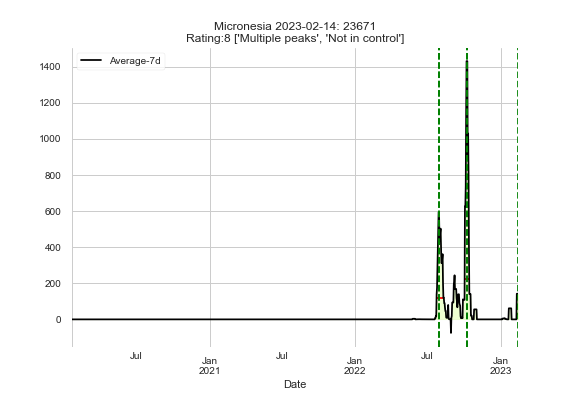 Micronesia 2023-02-14: 23671
Rating:8 ['Multiple peaks', 'Not in control']
Average-7d
1400
1200
1000
800
600
400
200
0
Jul
Jan
2021
Jul
Jan
2022
Jul
Jan
2023
Date